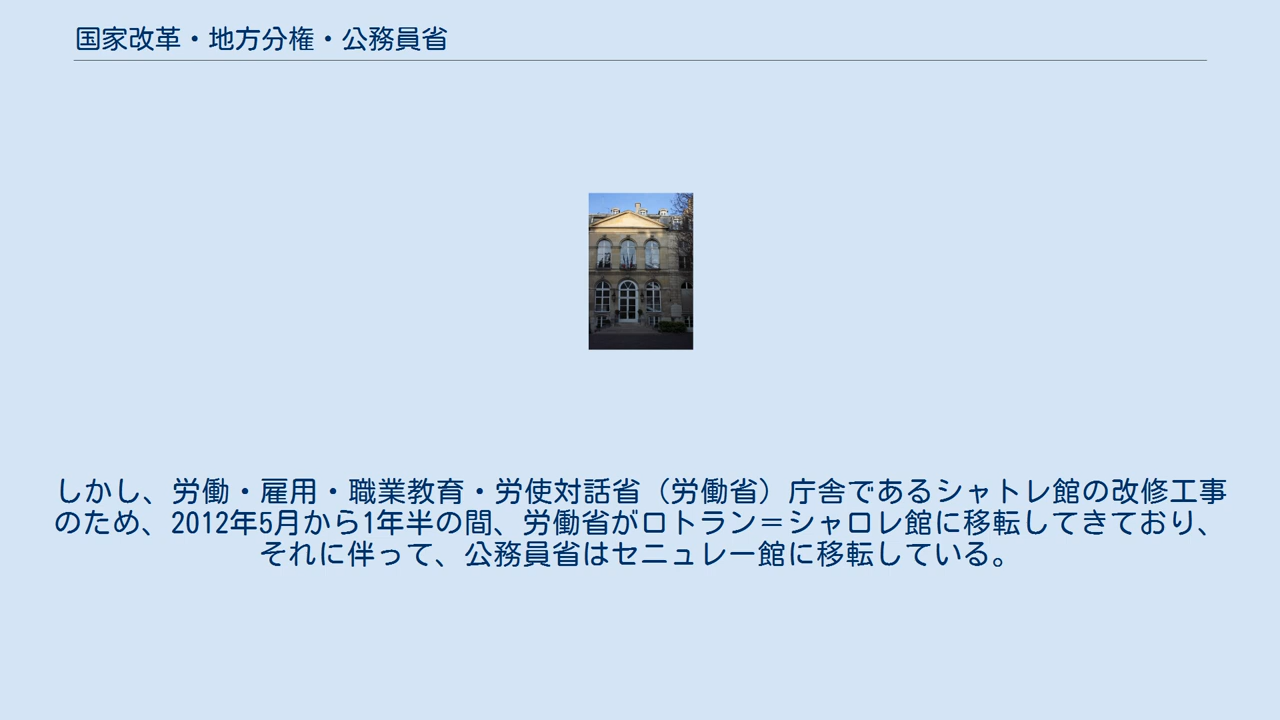 国家改革・地方分権・公務員省
しかし、労働・雇用・職業教育・労使対話省（労働省）庁舎であるシャトレ館の改修工事
のため、2012年5月から1年半の間、労働省がロトラン＝シャロレ館に移転してきており、
それに伴って、公務員省はセニュレー館に移転している。